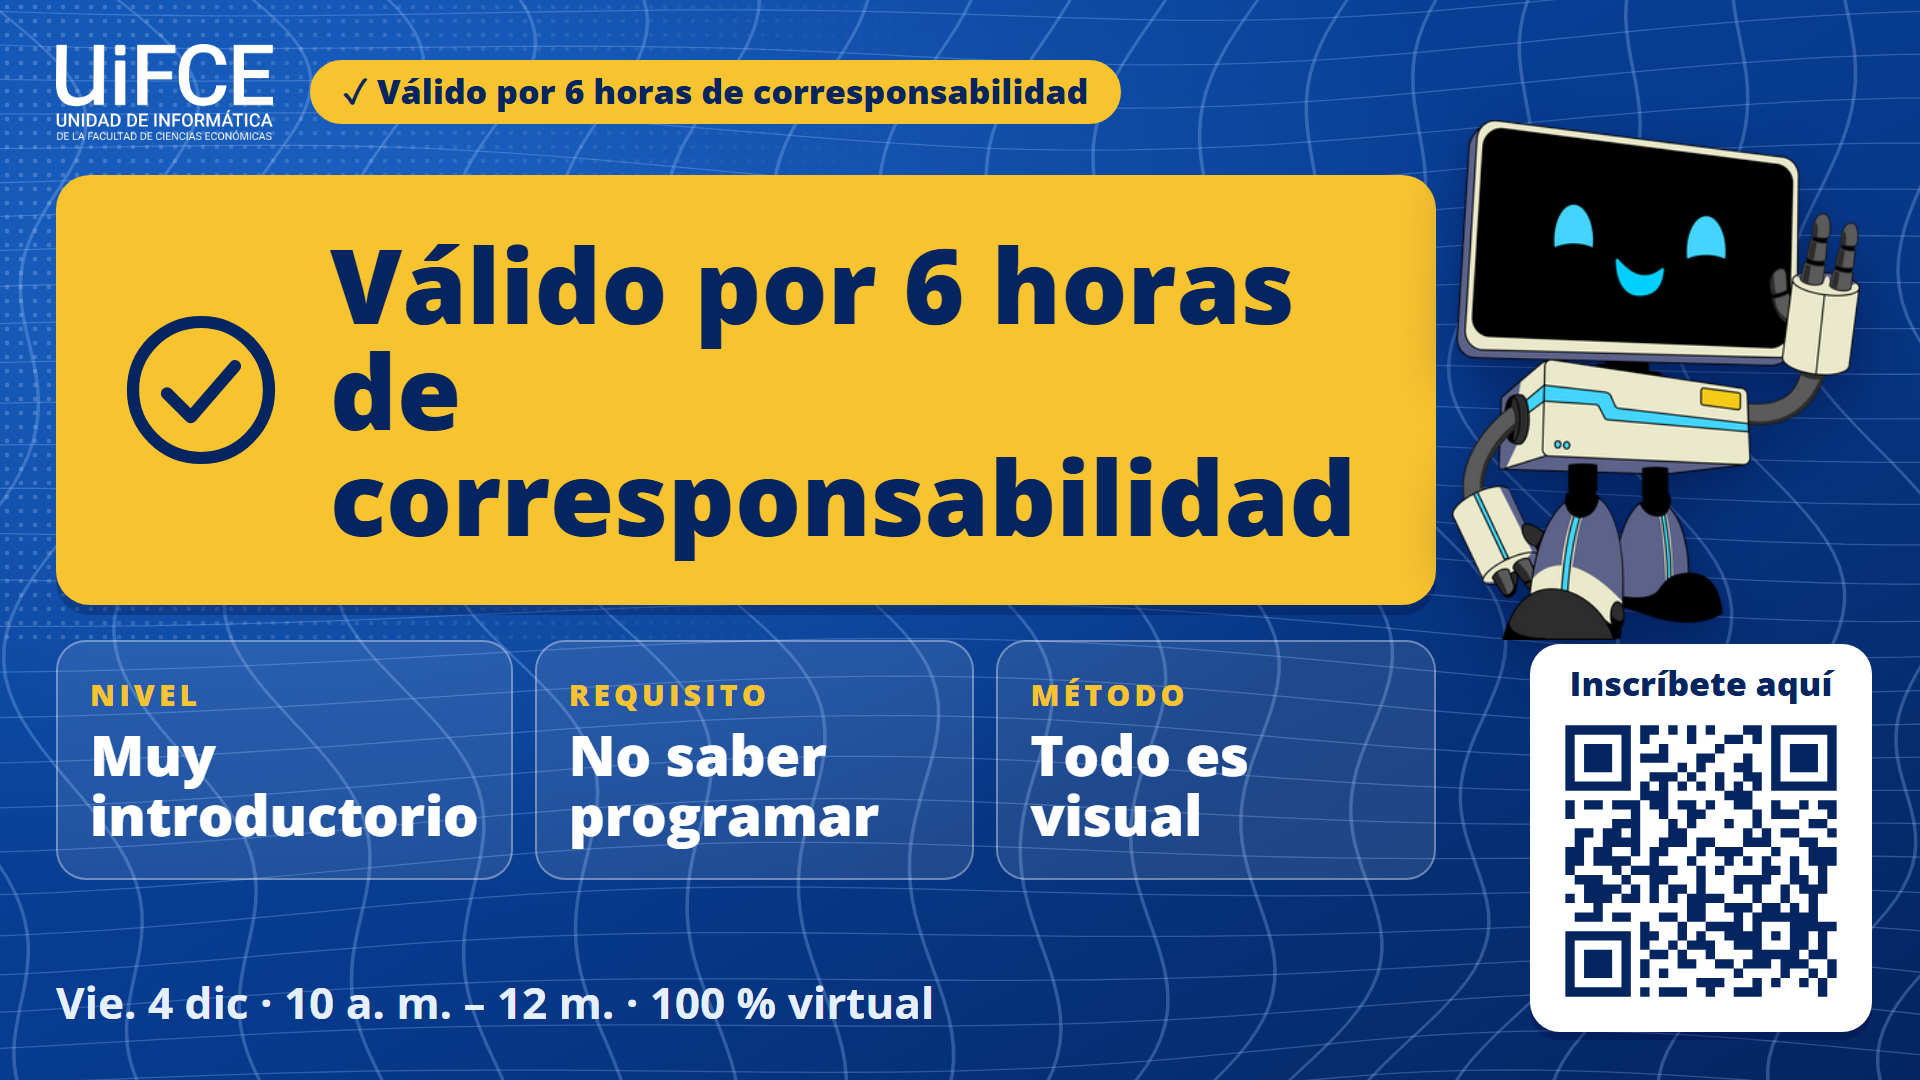 UiFCE
UNIDAD DE INFORMÁTICA
DE LA FACULTAD DE CIENCIAS ECONÓMICAS
✓ Válido por 6 horas de corresponsabilidad
Válido por 6 horas
de
corresponsabilidad
NIVEL
Muy
introductorio
REQUISITO
No saber
programar
MÉTODO
Todo es
visual
Inscríbete aquí
Vie. 4 dic · 10 a. m. – 12 m. · 100 % virtual